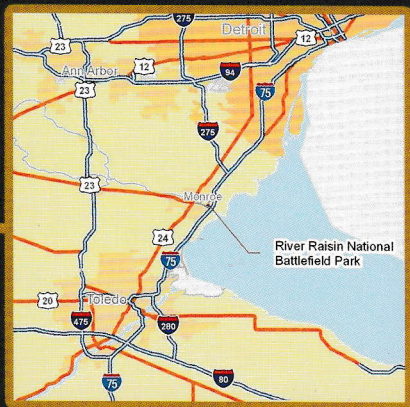 275
Detroit
23
12
12
Ann Arbor
94
23
75
275
23
Monroe
24
River Raisin National
Battlefield Park
75
20
Toledo
475
280
75
80